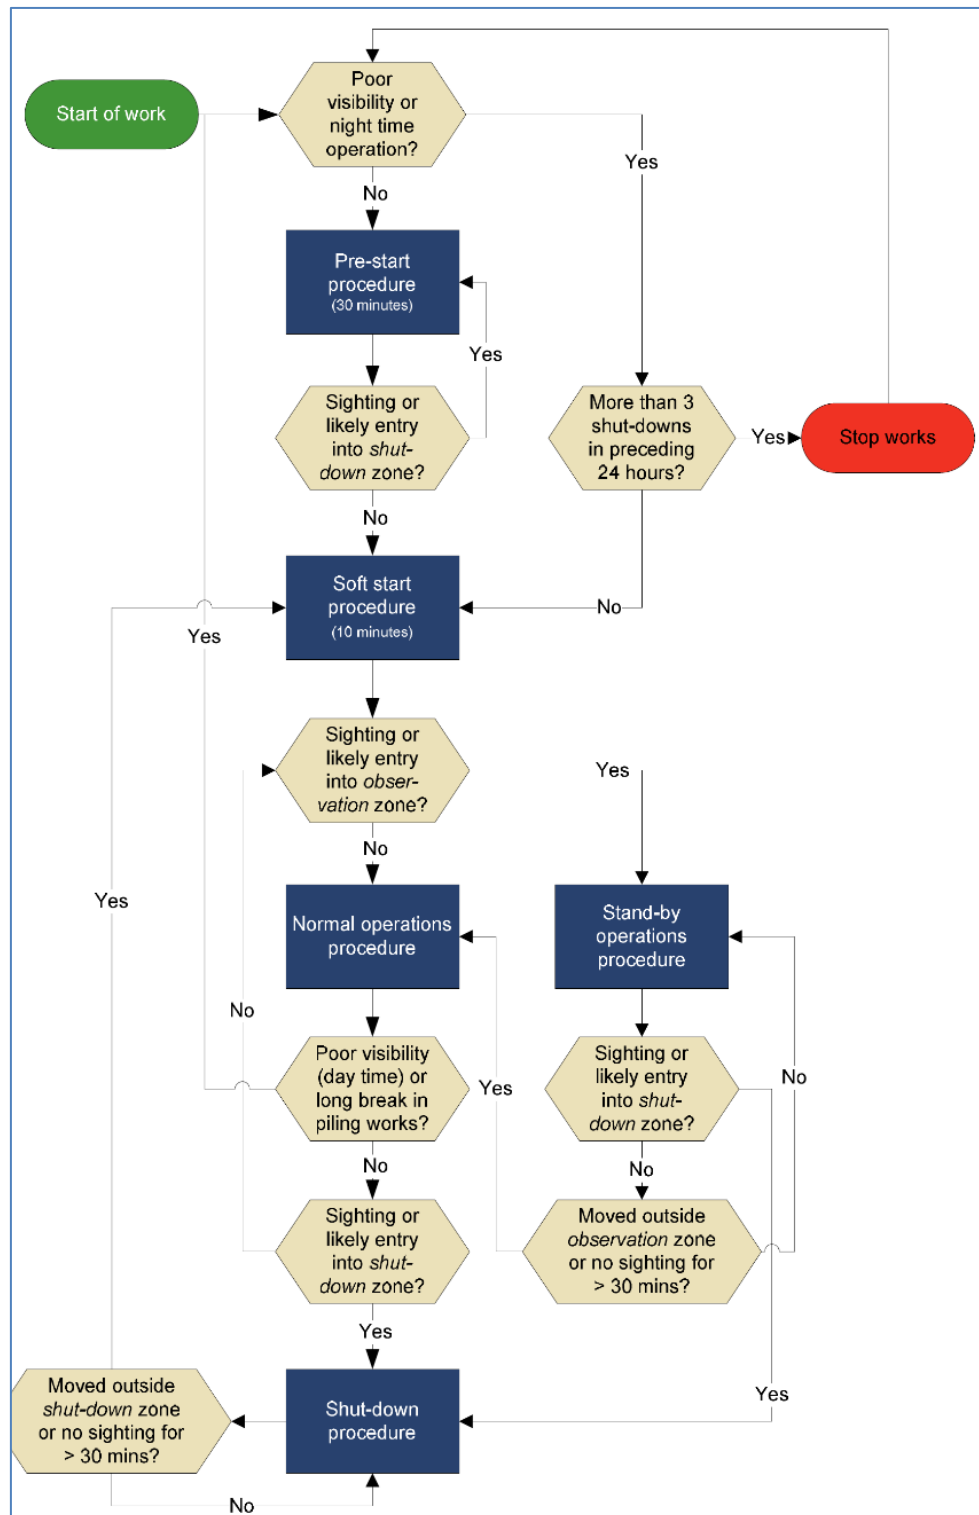 Start of work
Poor
visibility or
night time
operation?
Yes
No
Pre-start
procedure
(30 minutes)
Yes
Sighting or
likely entry
into shut-
down zone?
More than 3
shut-downs
in preceding
24 hours?
Yes
Stop works
No
Soft start
procedure
(10 minutes)
No
Yes
Sighting or
likely entry
into obser-
vation zone?
Yes
No
Yes
Normal operations
procedure
Stand-by
operations
procedure
No
Poor visibility
(day time) or
long break in
piling works?
Yes
Sighting or
likely entry
into shut-
down zone?
No
No
No
Sighting or
likely entry
into shut-
down zone?
Moved outside
observation zone
or no sighting for
> 30 mins?
Yes
Yes
Moved outside
shut-down zone
or no sighting for
> 30 mins?
Shut-down
procedure
No